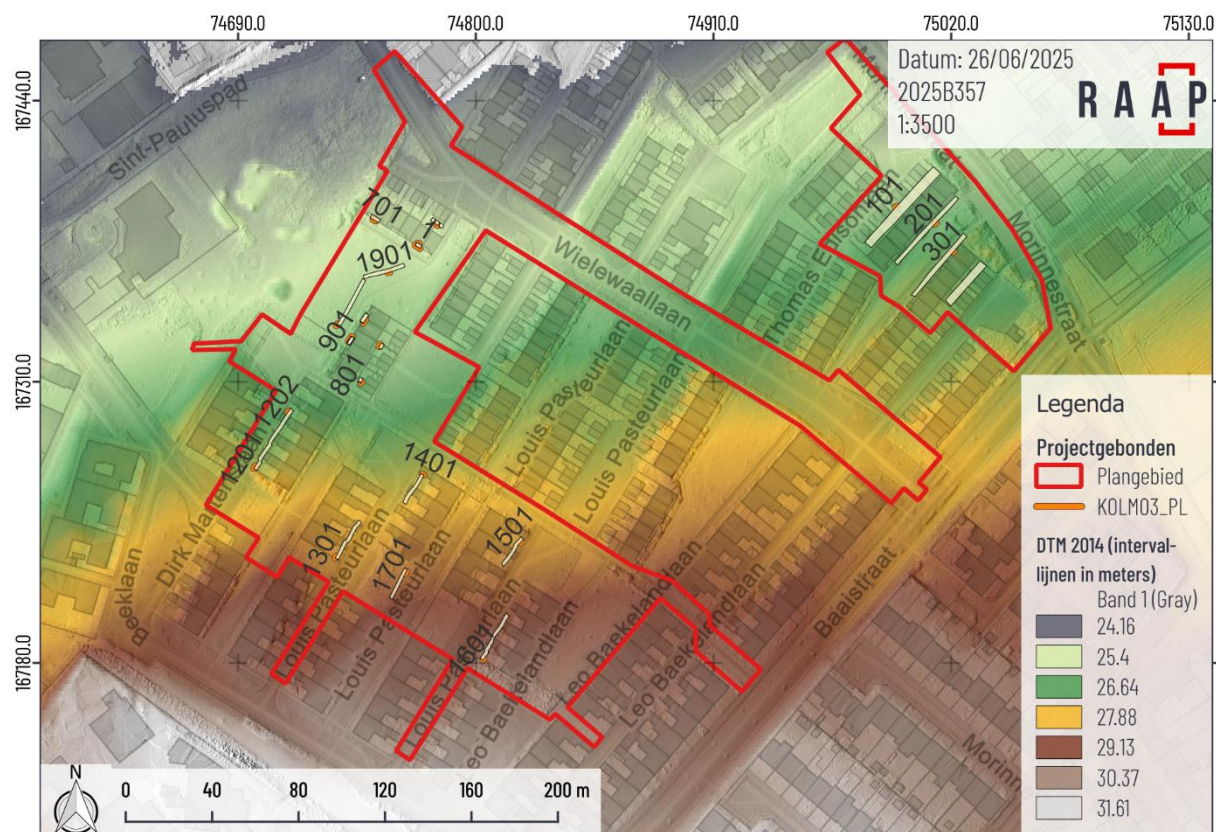 74690.0
74800.0
74910.0
75020.0
75130.0
167440.0
167310.0
167180.0
Datum: 26/06/2025
2025B357
1:3500
RAAP
Sint-Pauluspad
Wielewaallaan
Thomas Edison
Morinnestraat
701
1
1901
901
801
101
201
301
1202
1201
1401
1301
1701
1501
1601
Beeklaan
Dirk Marten
Louis Pasteurlaan
Louis Pasteurlaan
Louis Pasteurlaan
Louis Pasteurlaan
Louis Pasteurlaan
Leo Baekelandlaan
Leo Baekelandlaan
Leo Baekelandlaan
Baaistraat
Morinn
Legenda
Projectgebonden
Plangebied
KOLM03_PL
DTM 2014 (interval-
lijnen in meters)
Band 1 (Gray)
24.16
25.4
26.64
27.88
29.13
30.37
31.61
N
0 40 80 120 160 200 m